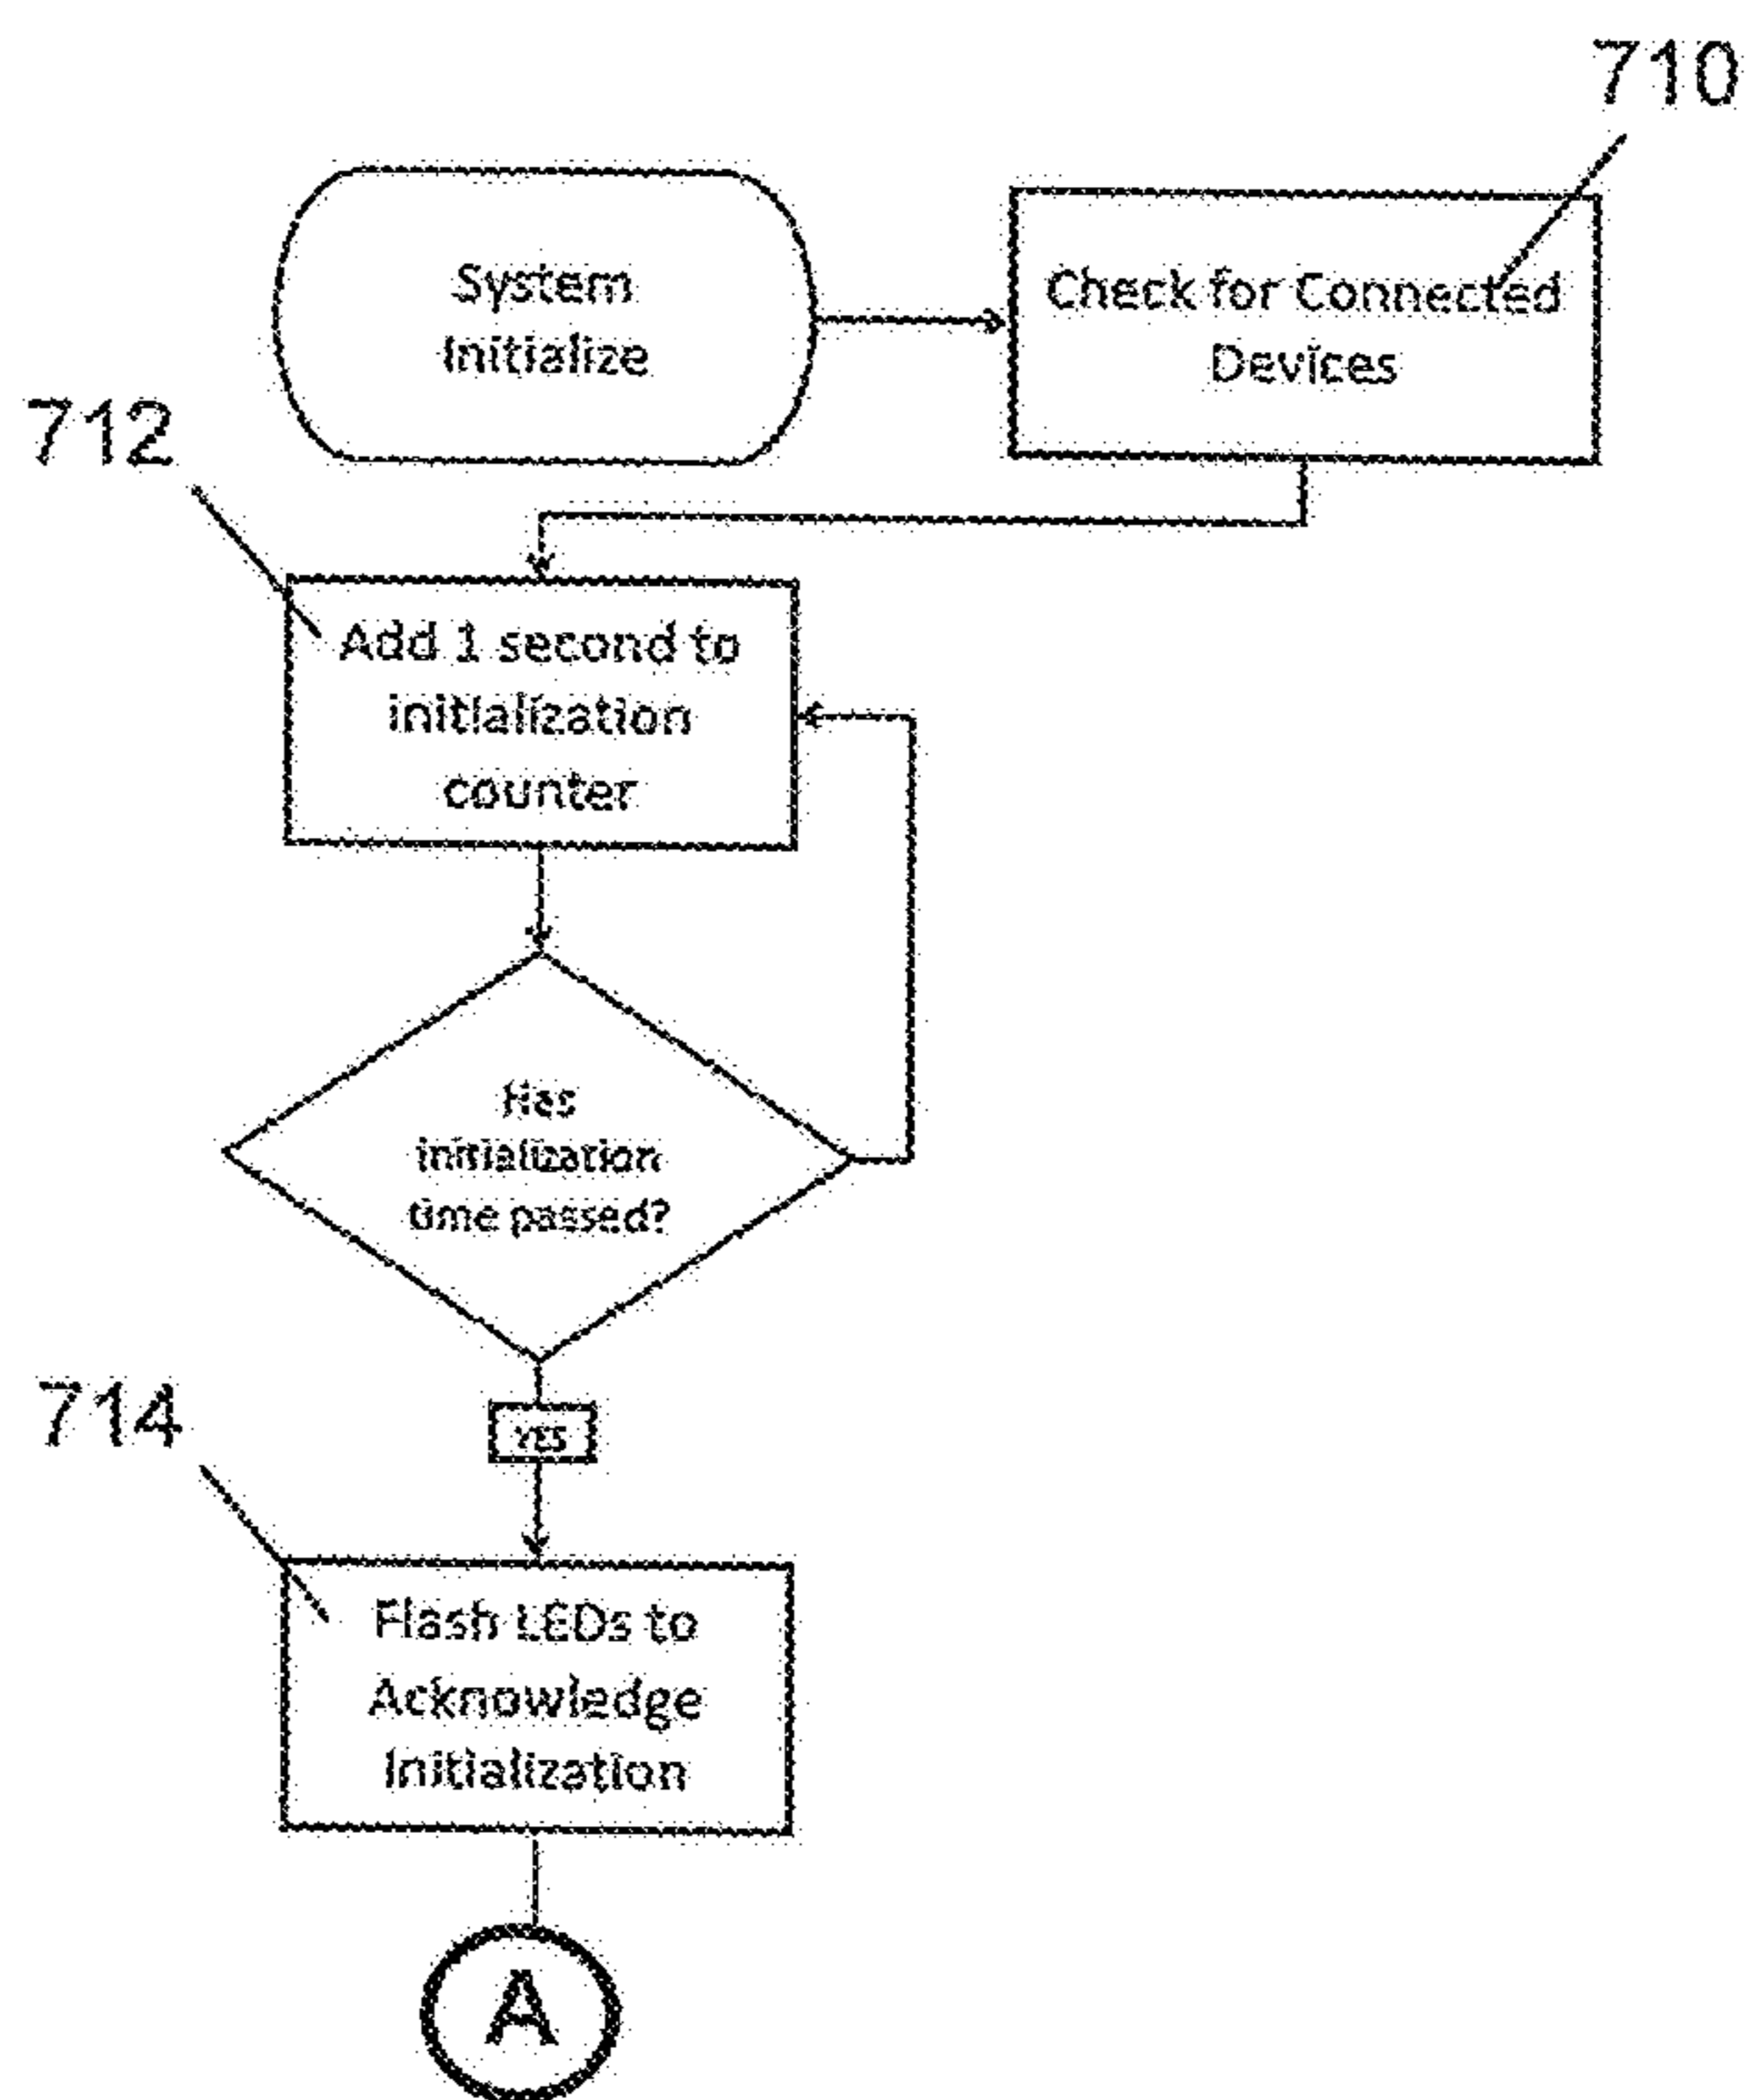 710
System
Initialize
Check for Connected
Devices
712
Add 1 second to
initialization
counter
Has
initialization
time passed?
YES
714
Flash LEDs to
Acknowledge
Initialization
A